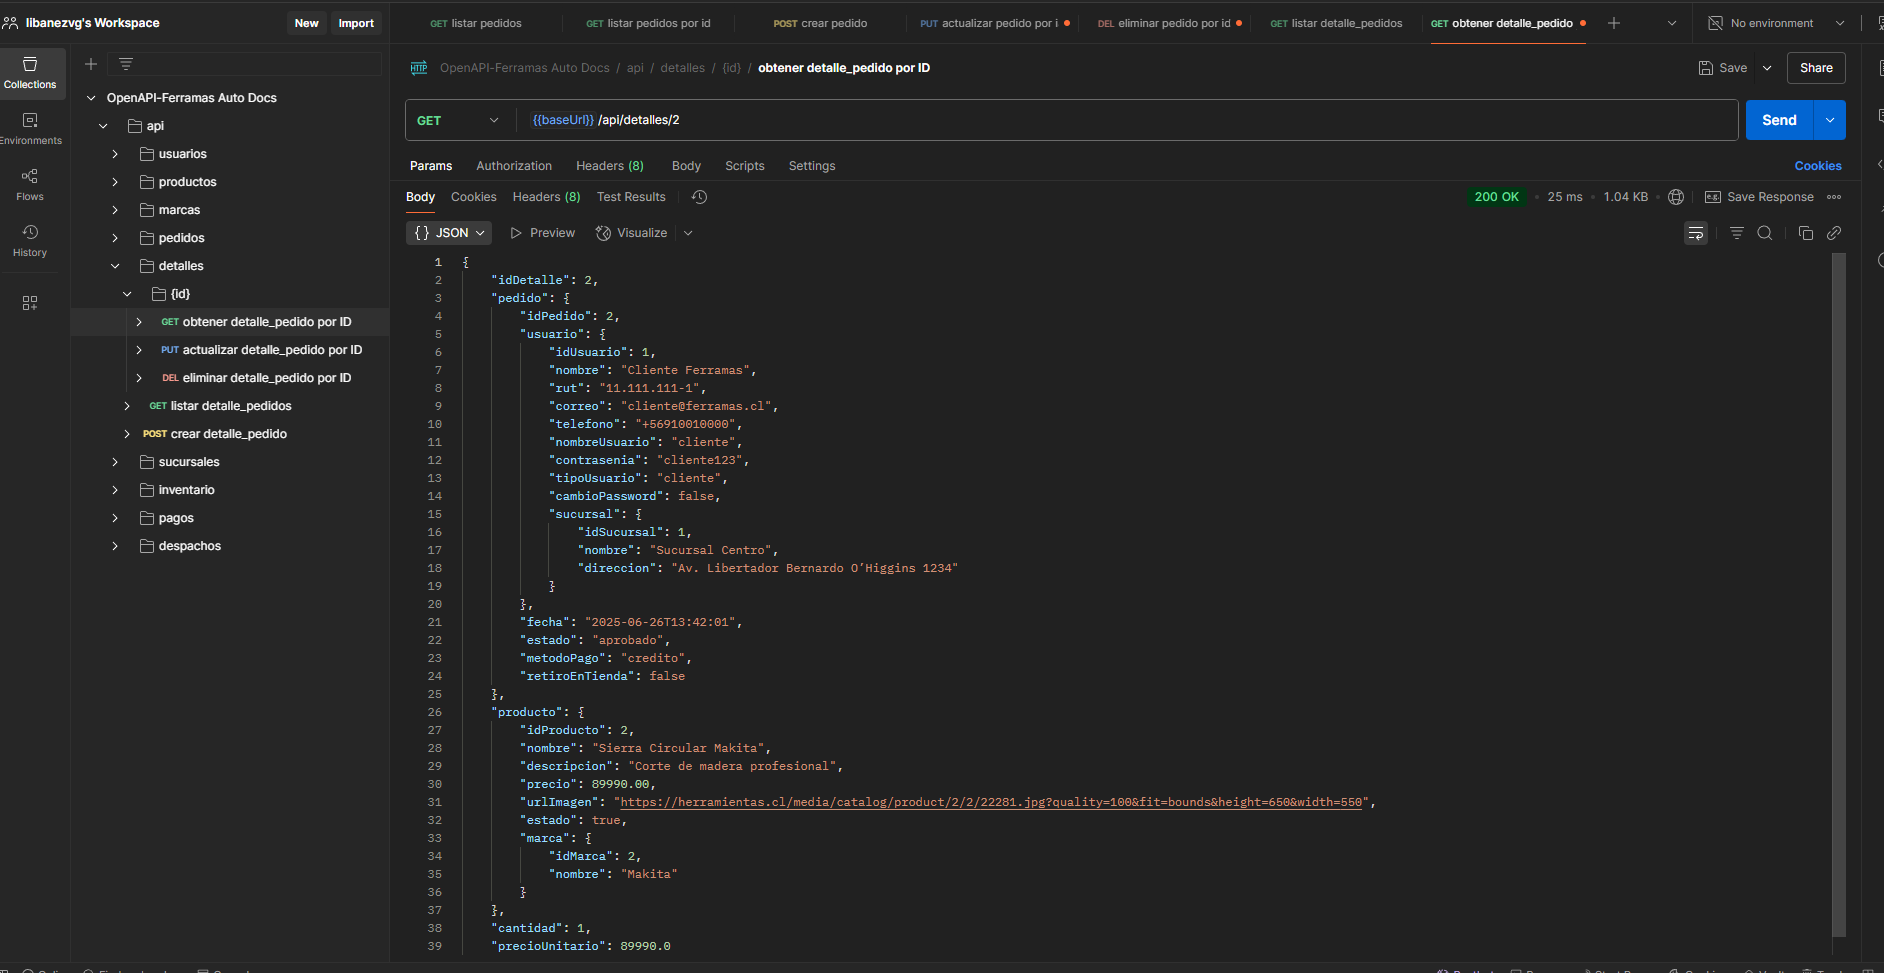 libanezvg's Workspace
New
Import
GET listar pedidos
GET listar pedidos por id
POST crear pedido
PUT actualizar pedido por i
DEL eliminar pedido por id
GET listar detalle_pedidos
GET obtener detalle_pedido
No environment
Collections
Environments
Flows
History
OpenAPI-Ferramas Auto Docs
api
usuarios
productos
marcas
pedidos
detalles
{id}
GET obtener detalle_pedido por ID
PUT actualizar detalle_pedido por ID
DEL eliminar detalle_pedido por ID
GET listar detalle_pedidos
POST crear detalle_pedido
sucursales
inventario
pagos
despachos
HTTP OpenAPI-Ferramas Auto Docs / api / detalles / {id} / obtener detalle_pedido por ID
Save
Share
GET
{{baseUrl}} /api/detalles/2
Send
Params Authorization Headers (8) Body Scripts Settings
Cookies
Body Cookies Headers (8) Test Results
200 OK • 25 ms • 1.04 KB
Save Response
{} JSON
Preview
Visualize
1 {
2 "idDetalle": 2,
3 "pedido": {
4 "idPedido": 2,
5 "usuario": {
6 "idUsuario": 1,
7 "nombre": "Cliente Ferramas",
8 "rut": "11.111.111-1",
9 "correo": "cliente@ferramas.cl",
10 "telefono": "+56910010000",
11 "nombreUsuario": "cliente",
12 "contrasenia": "cliente123",
13 "tipoUsuario": "cliente",
14 "cambioPassword": false,
15 "sucursal": {
16 "idSucursal": 1,
17 "nombre": "Sucursal Centro",
18 "direccion": "Av. Libertador Bernardo O'Higgins 1234"
19 }
20 },
21 "fecha": "2025-06-26T13:42:01",
22 "estado": "aprobado",
23 "metodoPago": "credito",
24 "retiroEnTienda": false
25 },
26 "producto": {
27 "idProducto": 2,
28 "nombre": "Sierra Circular Makita",
29 "descripcion": "Corte de madera profesional",
30 "precio": 89990.00,
31 "urlImagen": "https://herramientas.cl/media/catalog/product/2/2/22281.jpg?quality=100&fit=bounds&height=650&width=550",
32 "estado": true,
33 "marca": {
34 "idMarca": 2,
35 "nombre": "Makita"
36 }
37 },
38 "cantidad": 1,
39 "precioUnitario": 89990.0